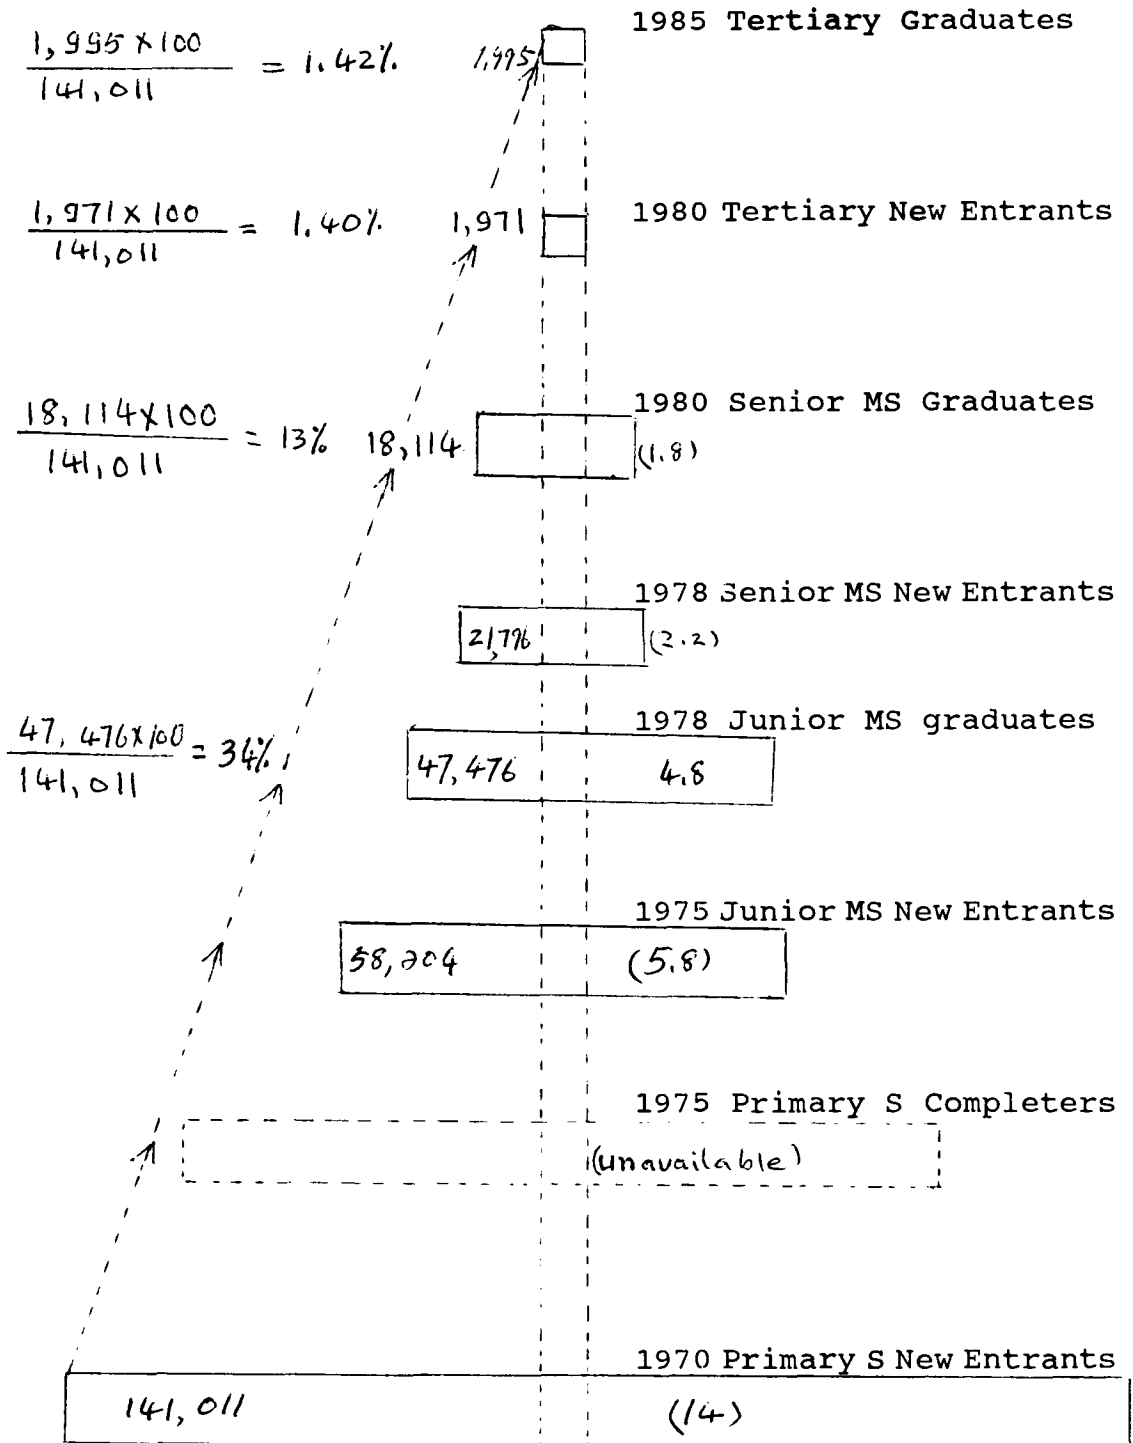 1985 Tertiary Graduates
1,995 × 100 / 141,011 = 1.42% 1,995
1980 Tertiary New Entrants
1,971 × 100 / 141,011 = 1.40% 1,971
1980 Senior MS Graduates
18,114 × 100 / 141,011 = 13% 18,114 (1.8)
1978 Senior MS New Entrants
21,776 (2.2)
1978 Junior MS graduates
47,476 × 100 / 141,011 = 34% 47,476 4.8
1975 Junior MS New Entrants
58,204 (5.8)
1975 Primary S Completers
(unavailable)
1970 Primary S New Entrants
141,011 (14)